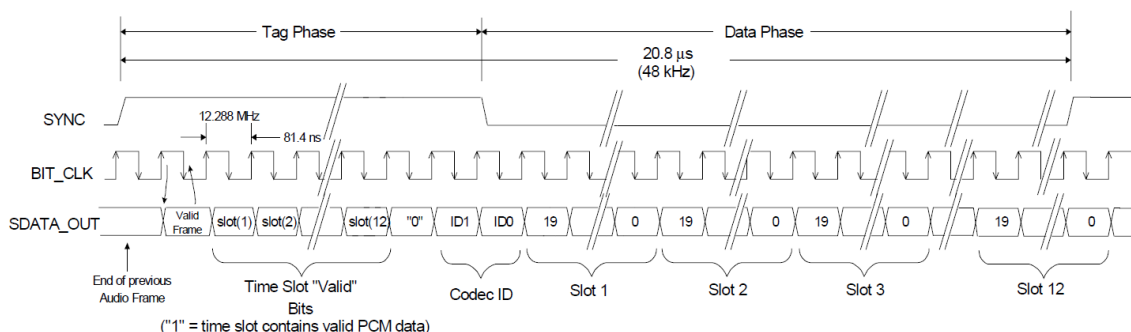 Tag Phase
Data Phase
20.8 µs
(48 kHz)
SYNC
12.288 MHz
81.4 ns
BIT_CLK
SDATA_OUT
Valid
Frame
slot(1)
slot(2)
slot(12)
"0"
ID1
ID0
19
0
19
0
19
0
19
0
End of previous
Audio Frame
Time Slot "Valid"
Bits
("1" = time slot contains valid PCM data)
Codec ID
Slot 1
Slot 2
Slot 3
Slot 12